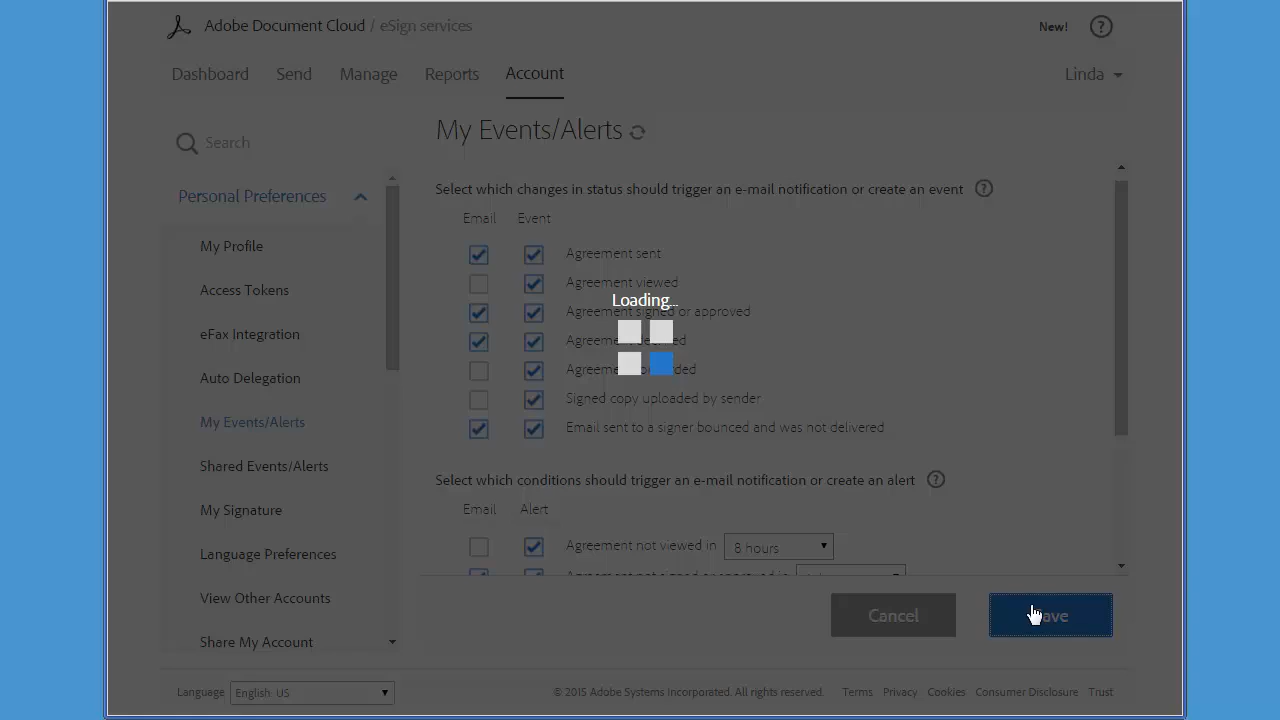 Adobe Document Cloud / eSign services
New!
Dashboard Send Manage Reports Account Linda
Search
My Events/Alerts
Personal Preferences
My Profile
Access Tokens
eFax Integration
Auto Delegation
My Events/Alerts
Shared Events/Alerts
My Signature
Language Preferences
View Other Accounts
Share My Account
Select which changes in status should trigger an e-mail notification or create an event
Email Event
Agreement sent
Agreement viewed
Loading...
Agreement signed or approved
Signed copy uploaded by sender
Email sent to a signer bounced and was not delivered
Select which conditions should trigger an e-mail notification or create an alert
Email Alert
Agreement not viewed in 8 hours
Cancel Save
Language English: US
© 2015 Adobe Systems Incorporated. All rights reserved. Terms Privacy Cookies Consumer Disclosure Trust